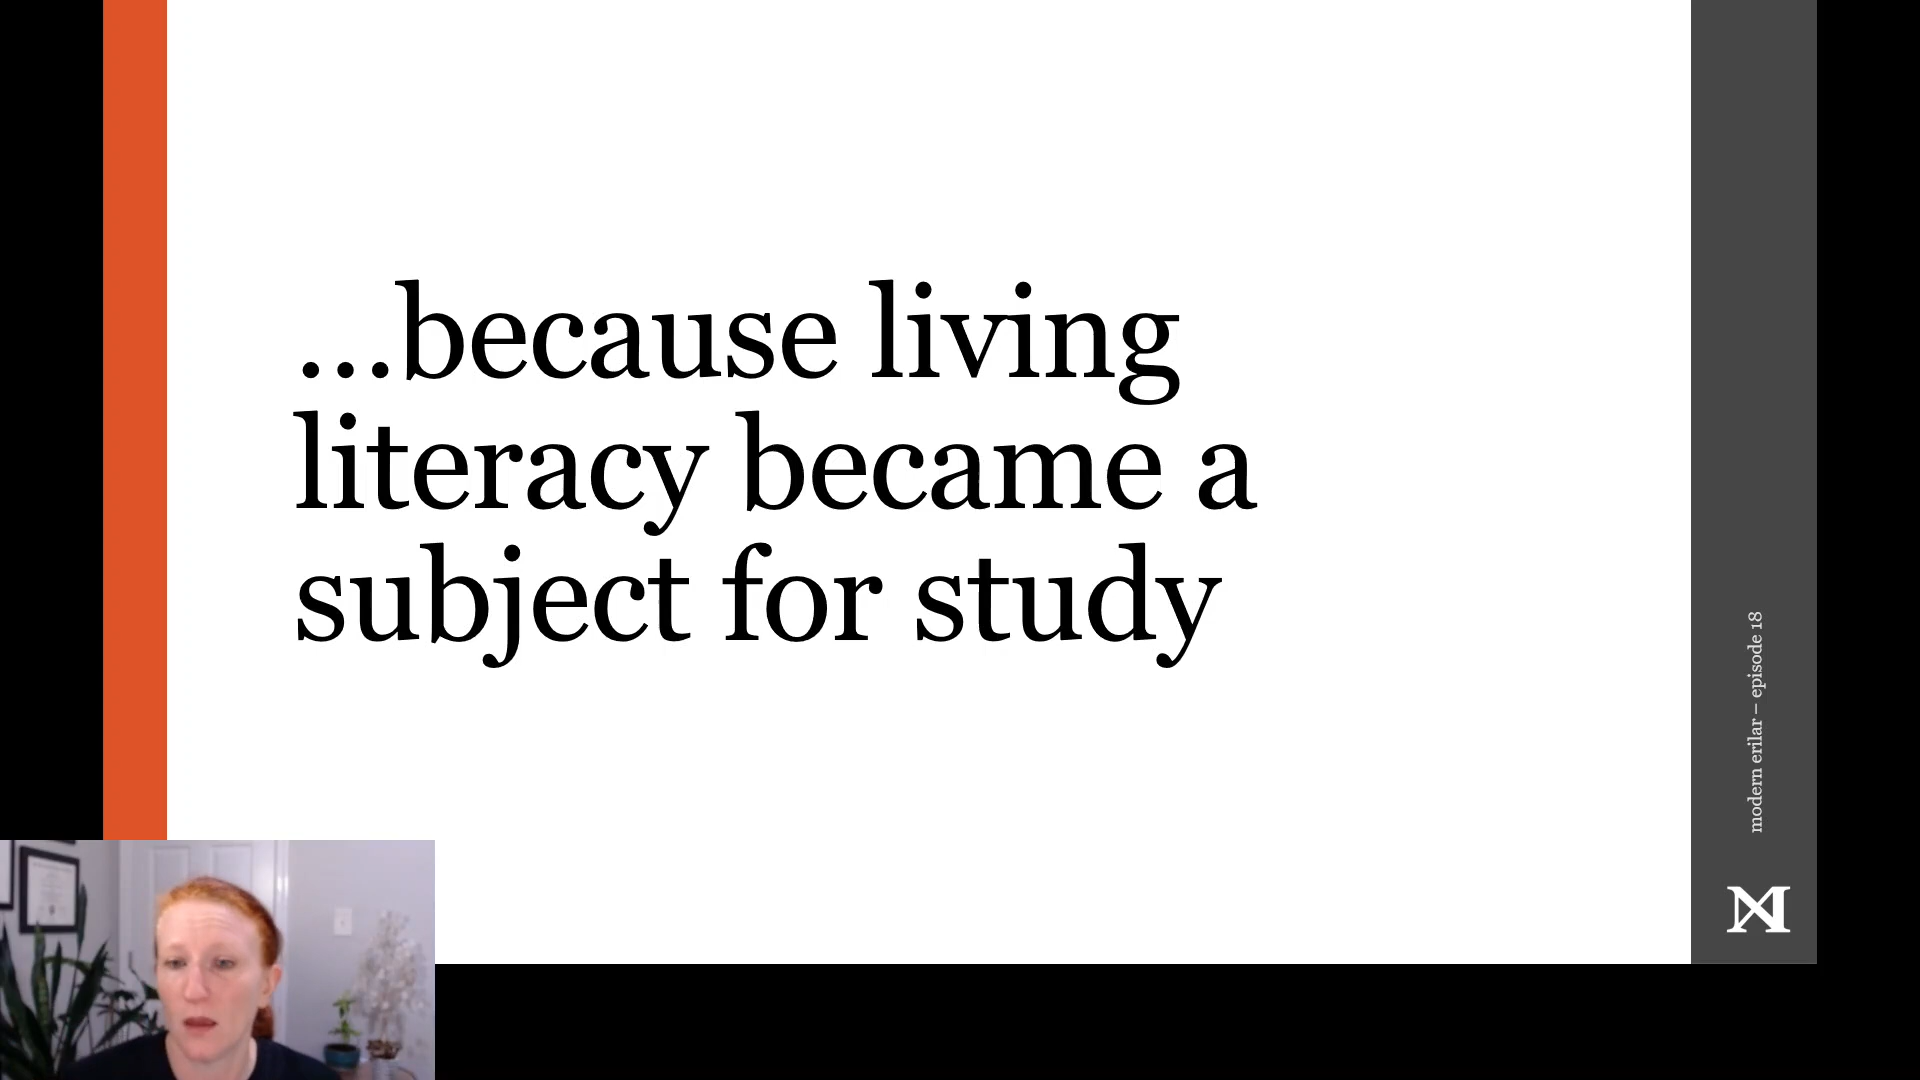 ...because living
literacy became a
subject for study
modern erilar – episode 18